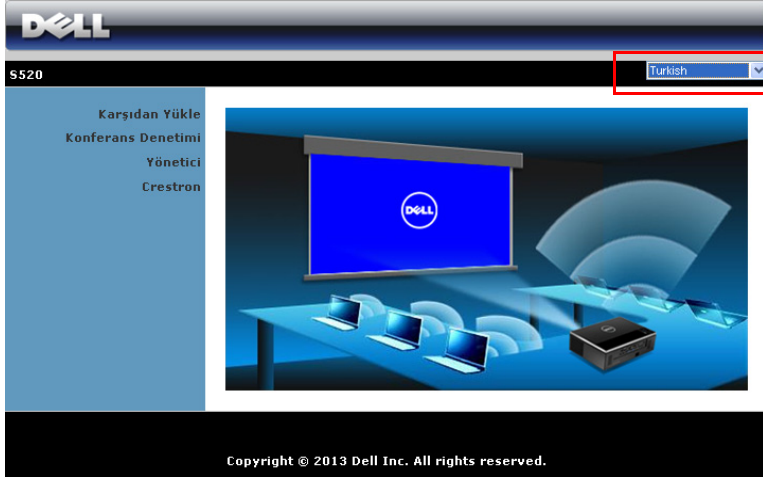 DELL
S520
Turkish
Karşıdan Yükle
Konferans Denetimi
Yönetici
Crestron
DELL
Copyright © 2013 Dell Inc. All rights reserved.